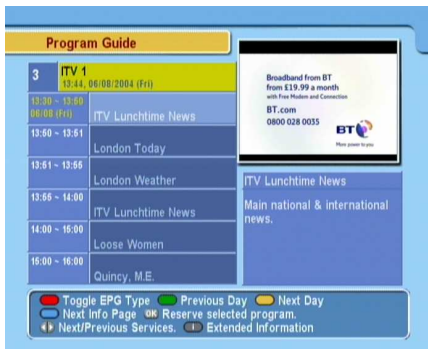 Program Guide
3 ITV 1
13:44, 06/08/2004 (Fri)
13:30 ~ 13:50
06/08 (Fri)
ITV Lunchtime News
13:50 ~ 13:51
London Today
13:51 ~ 13:55
London Weather
13:55 ~ 14:00
ITV Lunchtime News
14:00 ~ 15:00
Loose Women
15:00 ~ 16:00
Quincy, M.E.
Broadband from BT
from £19.99 a month
with Free Modem and Connection
BT.com
0800 028 0035
BT
More power to you
ITV Lunchtime News
Main national & international
news.
Toggle EPG Type Previous Day Next Day
Next Info Page OK Reserve selected program.
Next/Previous Services. i Extended Information